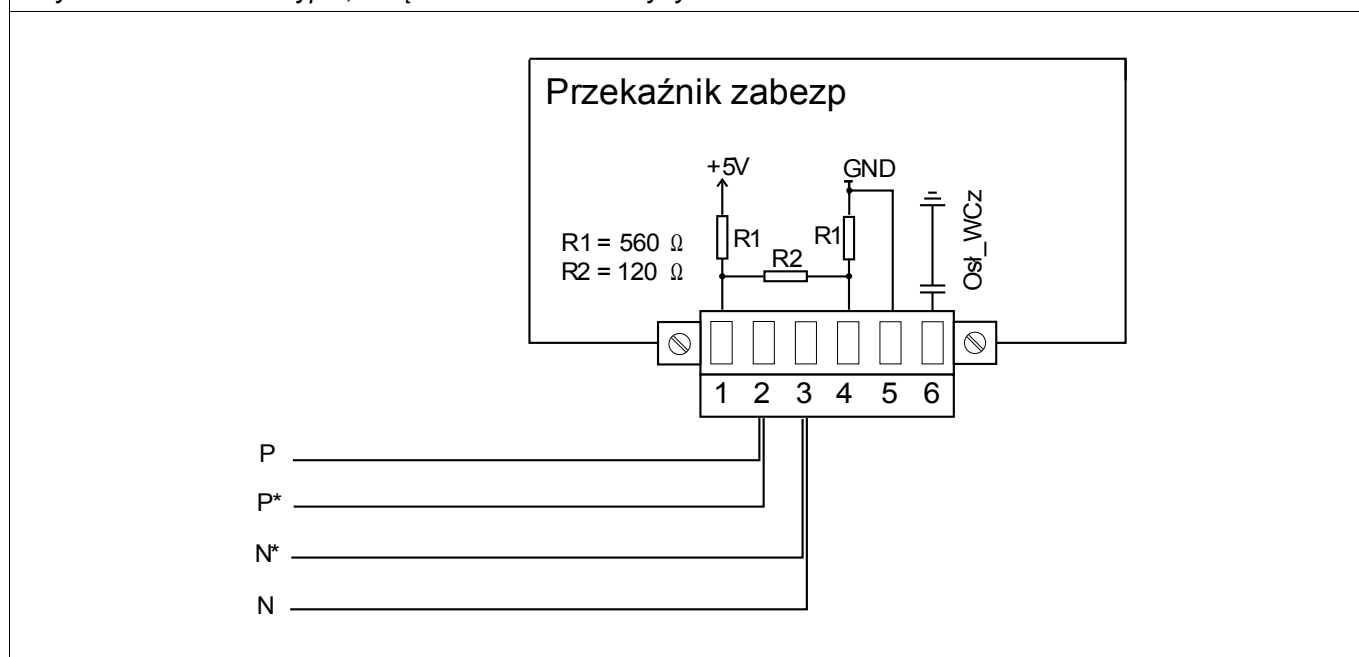 Przekaźnik zabezp
+5V
GND
R1 = 560 Ω
R2 = 120 Ω
R1
R2
R1
Osł_WCz
1 2 3 4 5 6
P
P*
N*
N